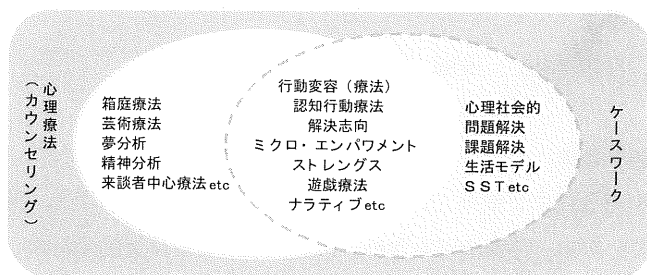 心理療法
（カウンセリング）
箱庭療法
芸術療法
夢分析
精神分析
来談者中心療法etc
行動変容（療法）
認知行動療法
解決志向
ミクロ・エンパワメント
ストレングス
遊戯療法
ナラティブetc
心理社会的
問題解決
課題解決
生活モデル
ＳＳＴetc
ケースワーク